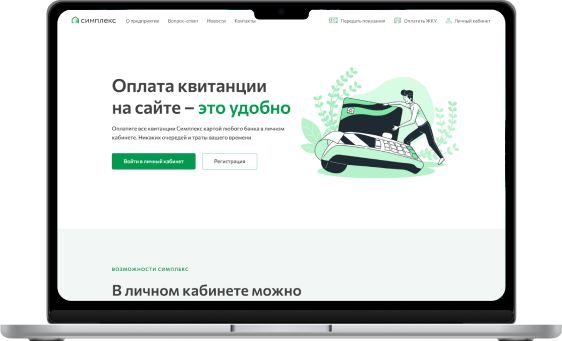 симплекс О предприятии Вопрос-ответ Новости Контакты Передать показания Оплатить ЖКУ Личный кабинет
Оплата квитанции
на сайте – это удобно
Оплатите все квитанции Симплекс картой любого банка в личном
кабинете. Никаких очередей и траты вашего времени
Войти в личный кабинет Регистрация
ВОЗМОЖНОСТИ СИМПЛЕКС
В личном кабинете можно